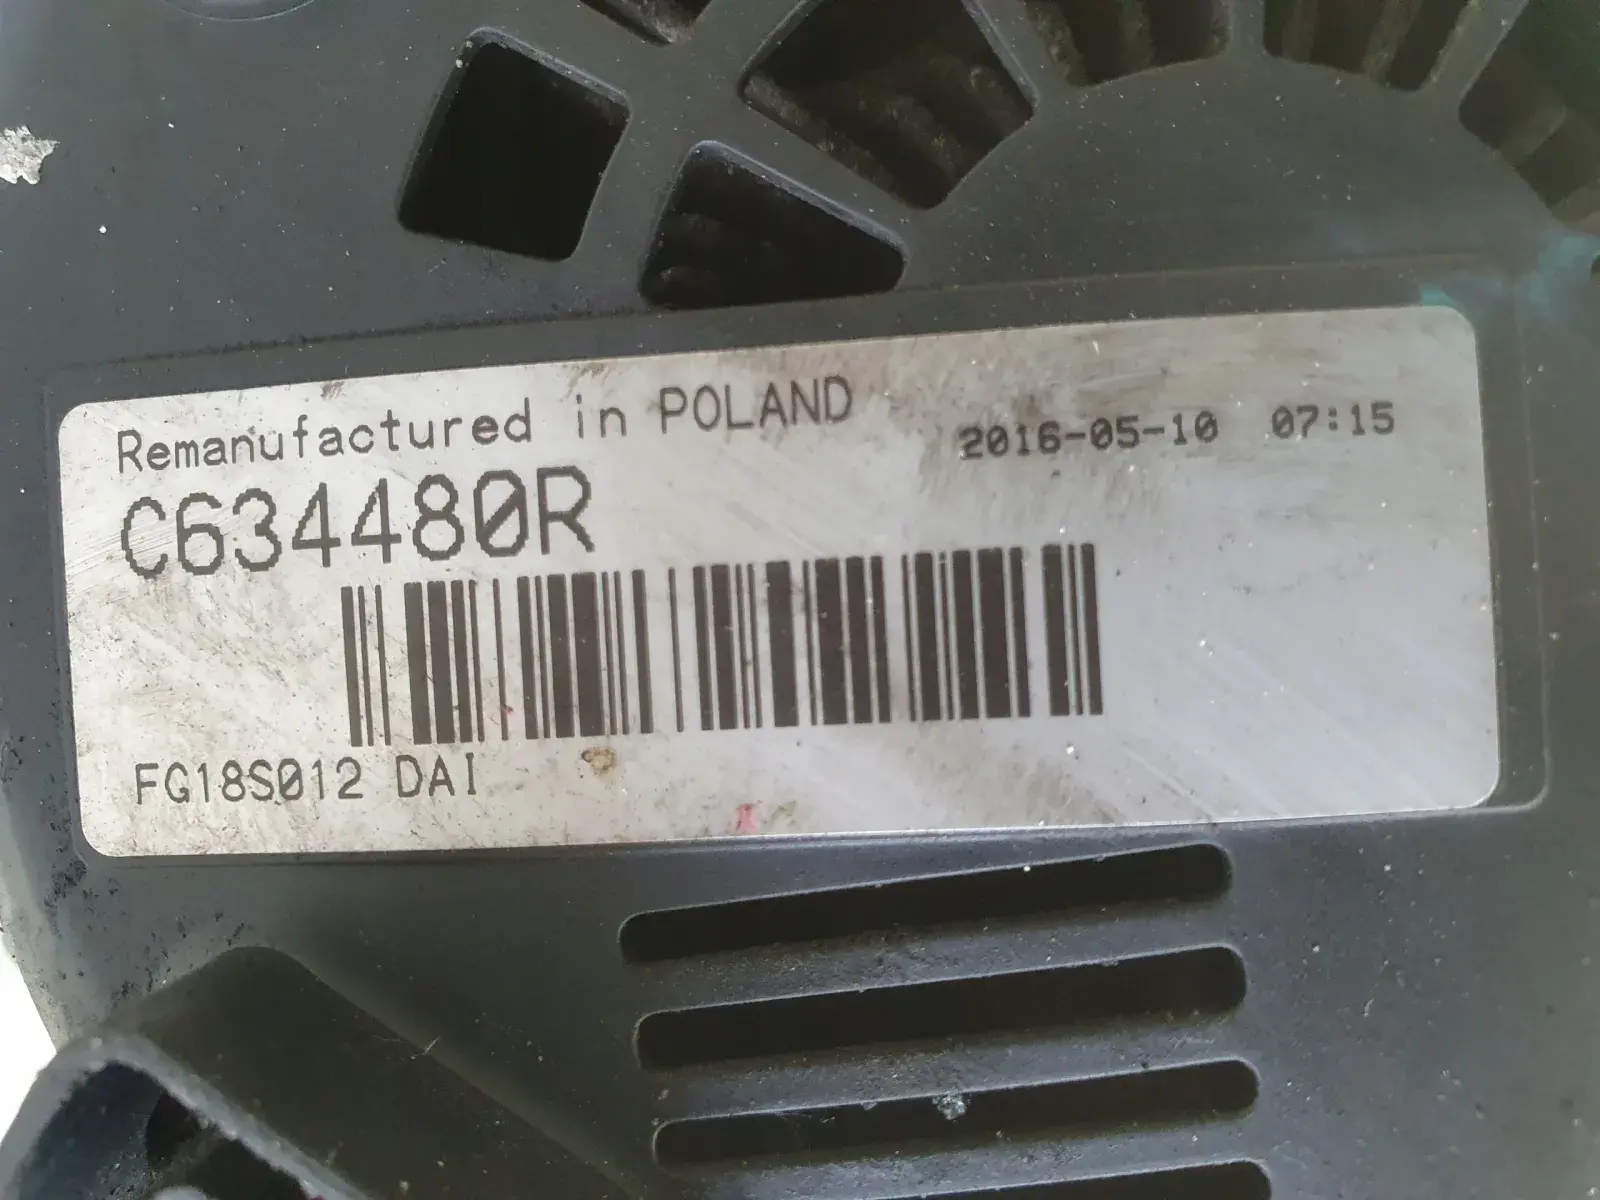 Remanufactured in POLAND 2016-05-10 07:15
C634480R
FG18S012 DAI